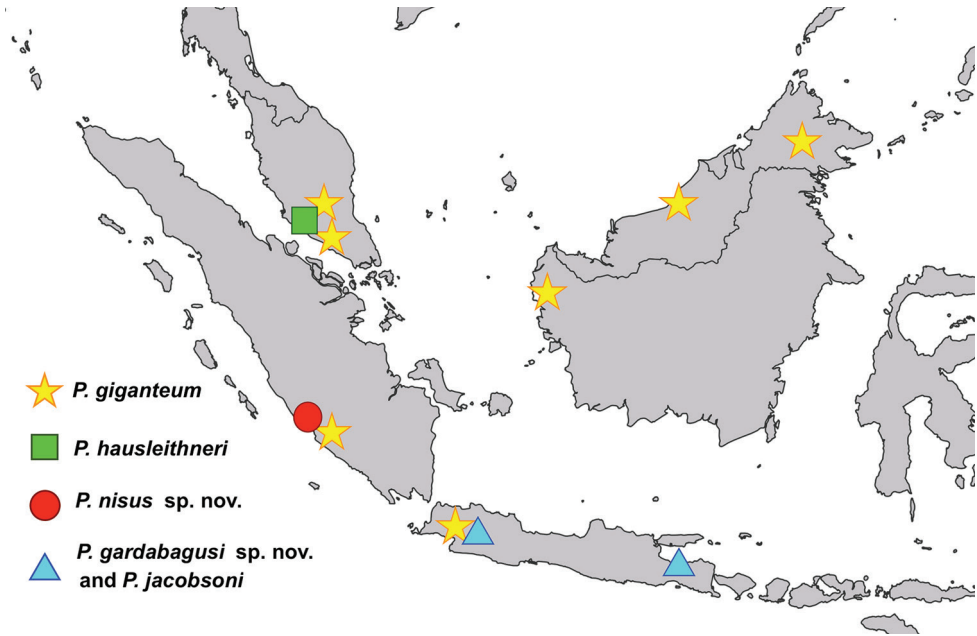 P. giganteum
P. hausleithneri
P. nisus sp. nov.
P. gardabagusi sp. nov.
and P. jacobsoni